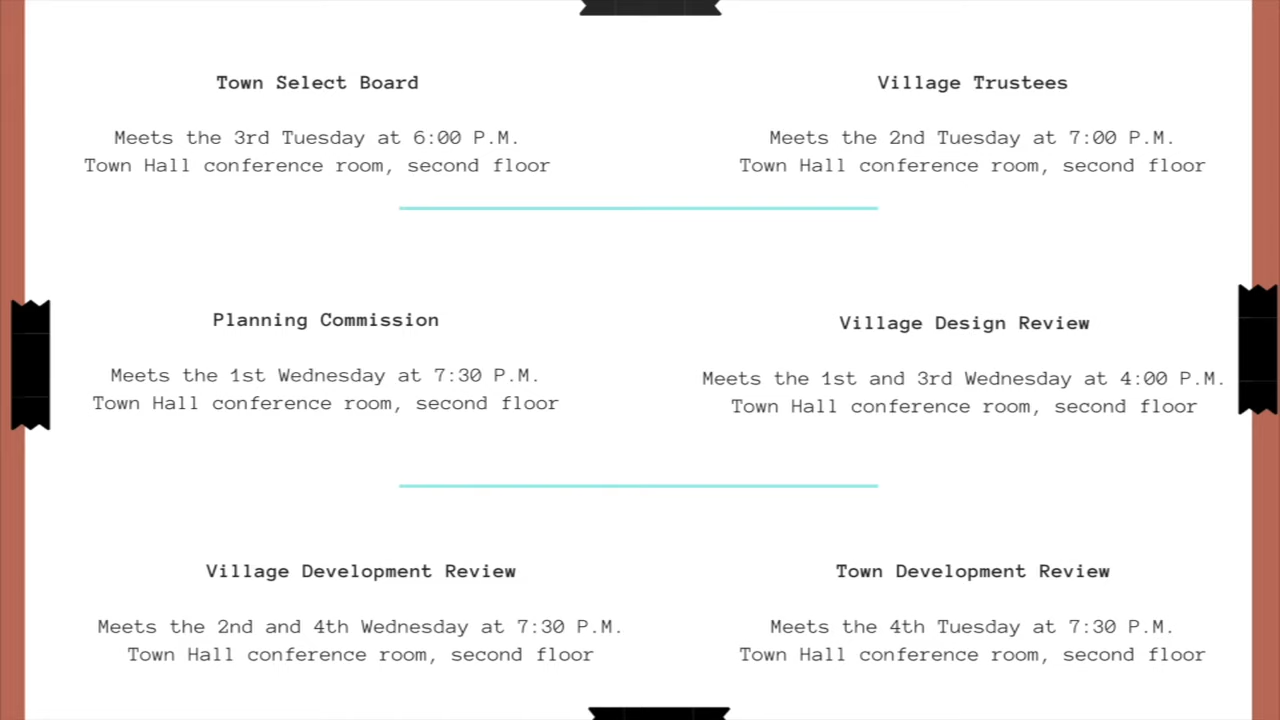 Town Select Board
Meets the 3rd Tuesday at 6:00 P.M.
Town Hall conference room, second floor
Village Trustees
Meets the 2nd Tuesday at 7:00 P.M.
Town Hall conference room, second floor
Planning Commission
Meets the 1st Wednesday at 7:30 P.M.
Town Hall conference room, second floor
Village Design Review
Meets the 1st and 3rd Wednesday at 4:00 P.M.
Town Hall conference room, second floor
Village Development Review
Meets the 2nd and 4th Wednesday at 7:30 P.M.
Town Hall conference room, second floor
Town Development Review
Meets the 4th Tuesday at 7:30 P.M.
Town Hall conference room, second floor